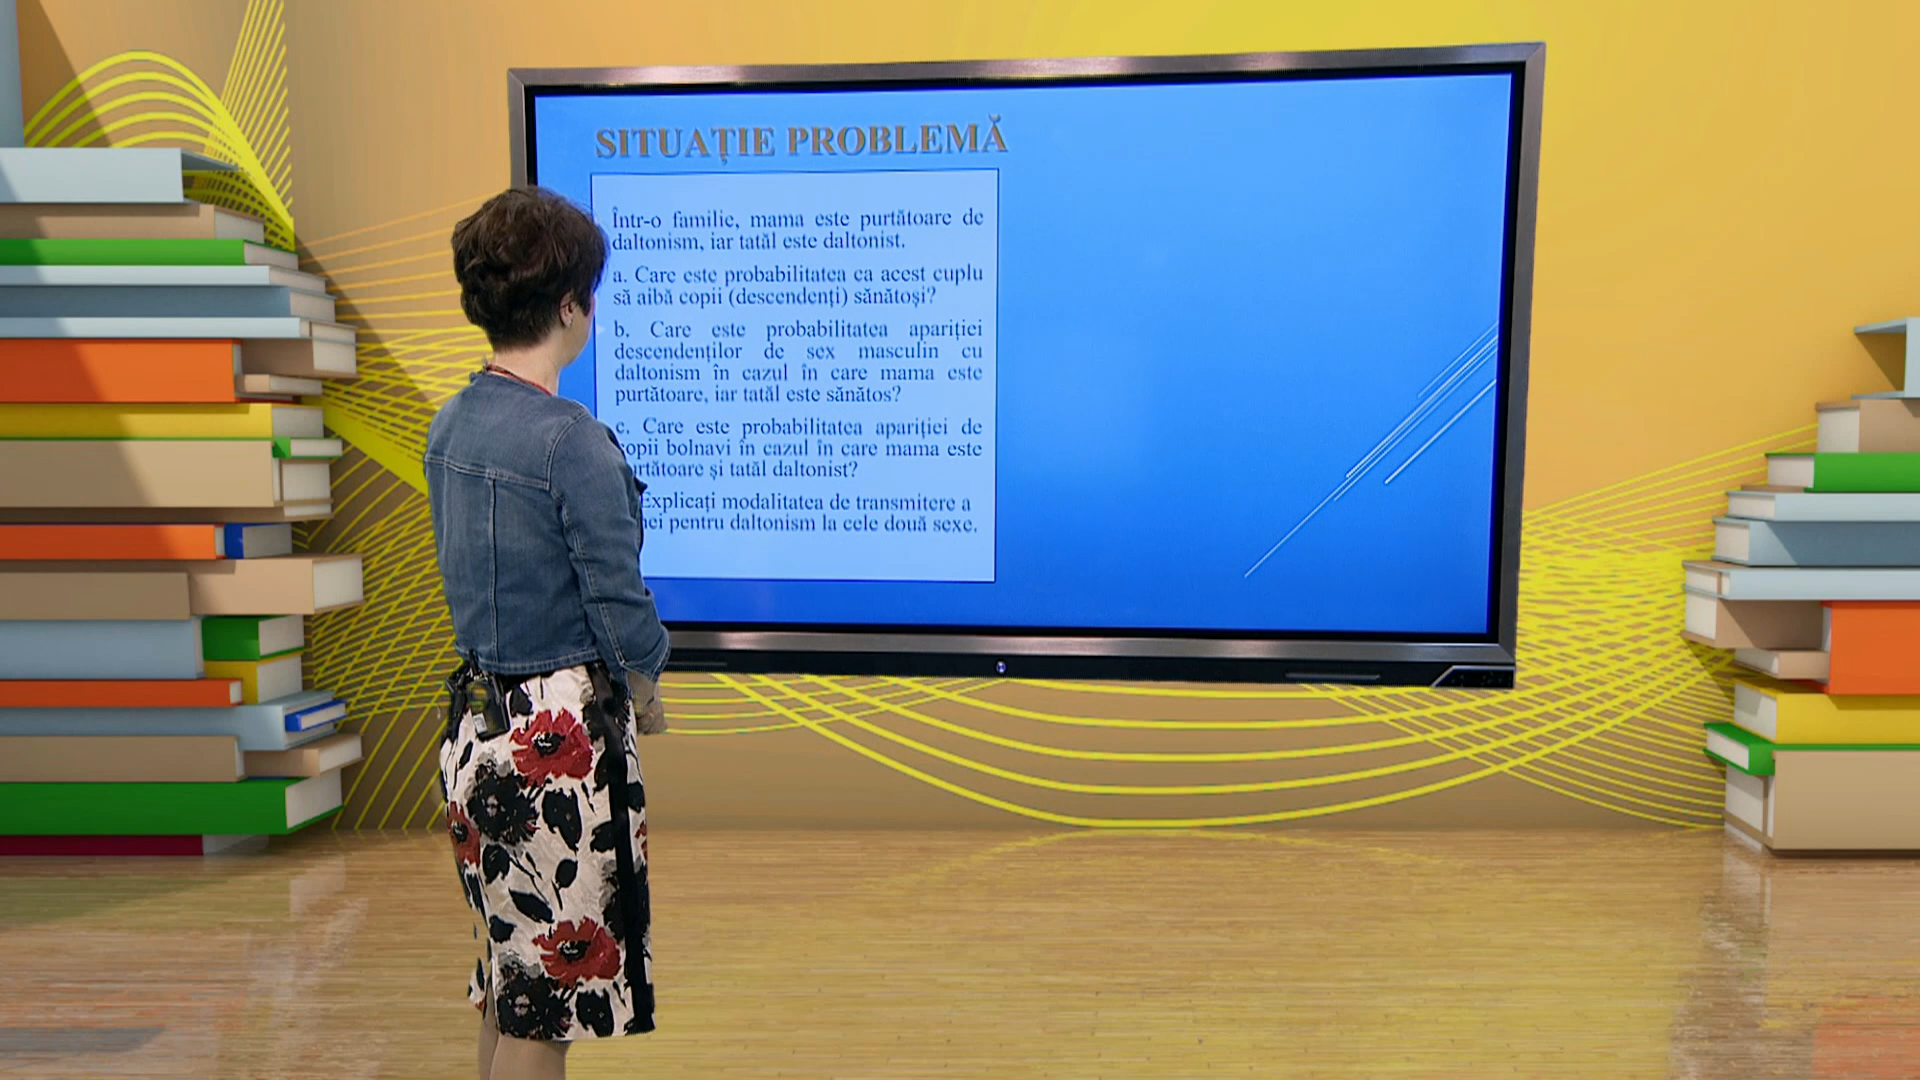 SITUAȚIE PROBLEMĂ
Într-o familie, mama este purtătoare de
daltonism, iar tatăl este daltonist.
a. Care este probabilitatea ca acest cuplu
să aibă copii (descendenți) sănătoși?
b. Care este probabilitatea apariției
descendenților de sex masculin cu
daltonism în cazul în care mama este
purtătoare, iar tatăl este sănătos?
c. Care este probabilitatea apariției de
copii bolnavi în cazul în care mama este
purtătoare și tatăl daltonist?
Explicați modalitatea de transmitere a
pentru daltonism la cele două sexe.